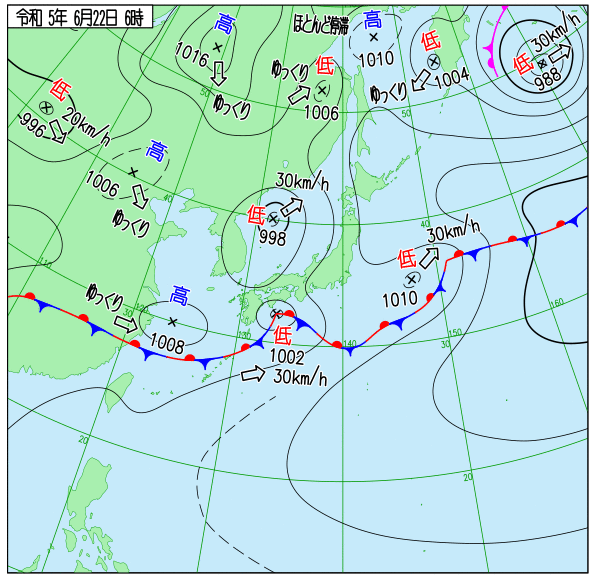 令和 5年 6月22日 6時
高
1016
ゆっくり
ほとんど停滞
高
1010
低
1004
ゆっくり
30km/h
低
988
ゆっくり
低
1006
低
996
20km/h
50
50
高
1006
ゆっくり
40
40
30km/h
低
998
30km/h
低
1010
110
160
ゆっくり
高
1008
120
30
130
低
1002
30km/h
140
30
150
20
20